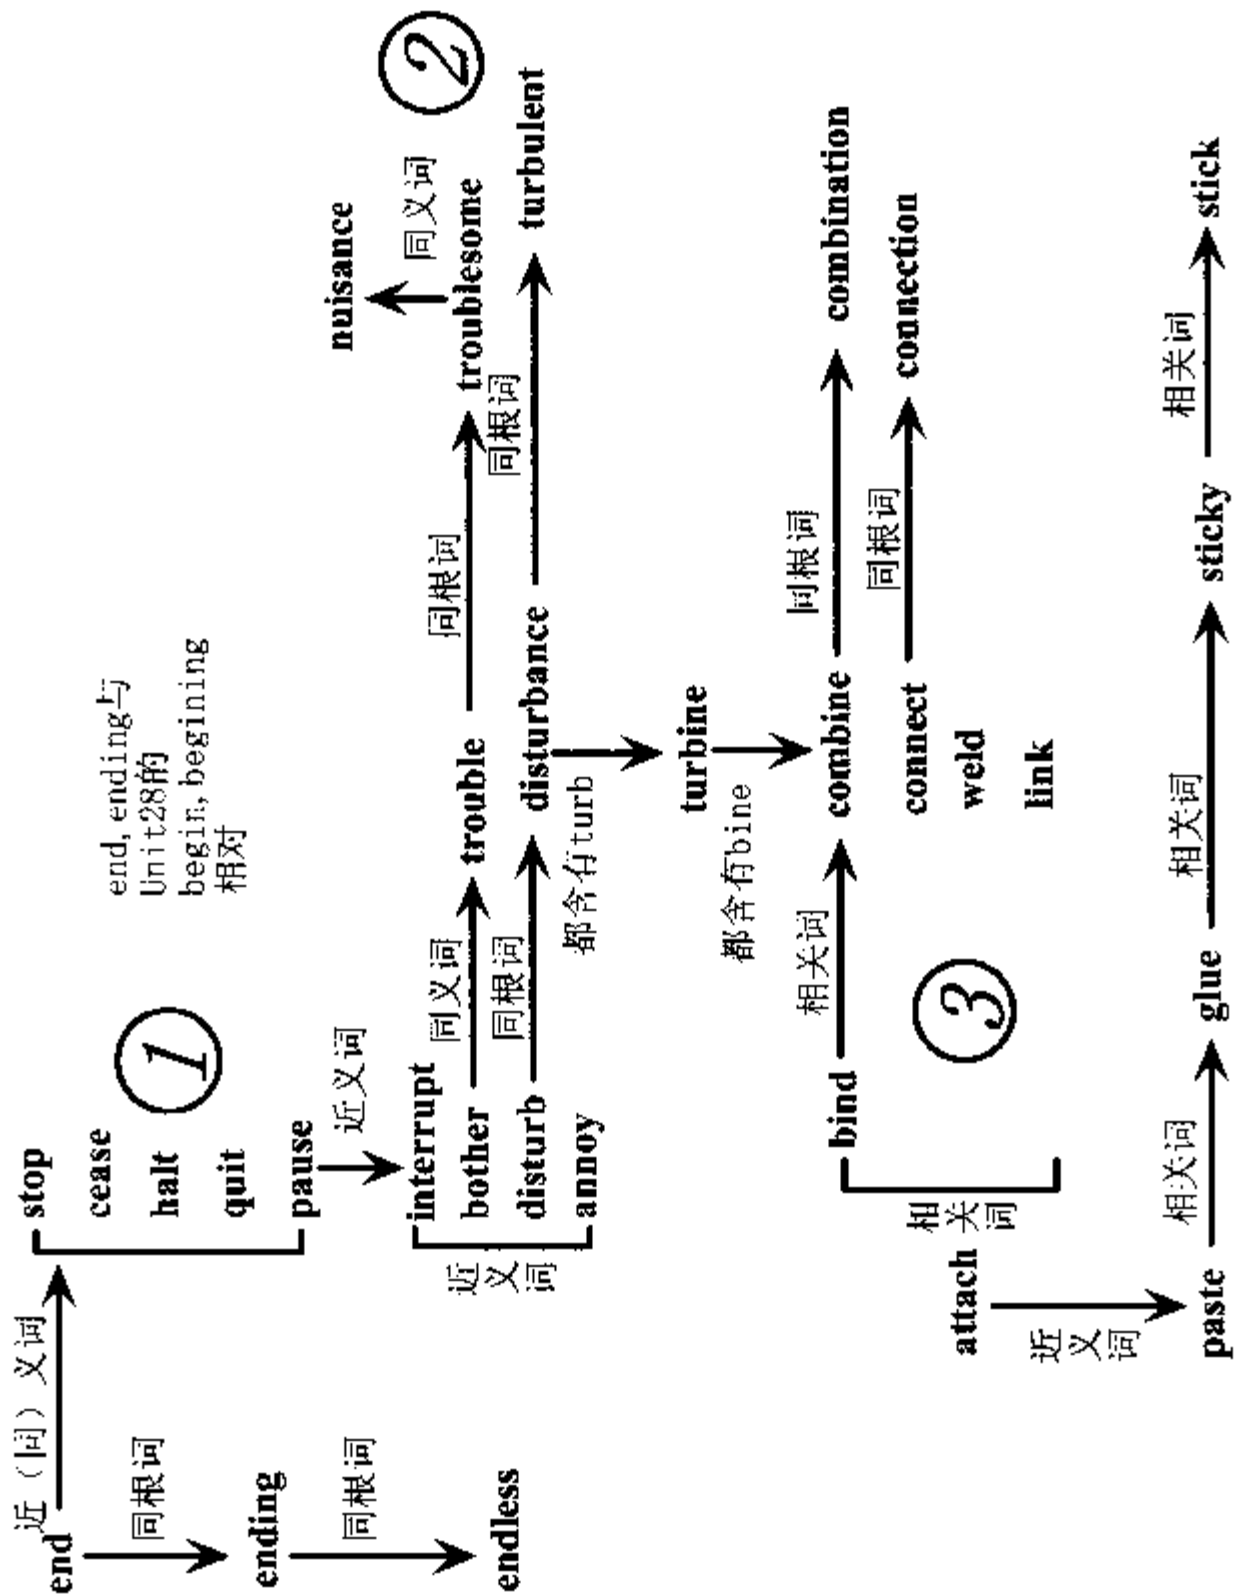 近（同）义词
end
stop
cease
halt
quit
pause
1
end, ending与
Unit28的
begin, begining
相对
同根词
ending
同根词
endless
近义词
近义词
interrupt
bother
disturb
annoy
同义词
trouble
同根词
troublesome
同义词
nuisance
2
同根词
disturbance
同根词
turbulent
都含有turb
turbine
都含有bine
attach
相关词
bind
相关词
combine
同根词
combination
connect
同根词
connection
weld
link
3
近义词
paste
相关词
glue
相关词
sticky
相关词
stick